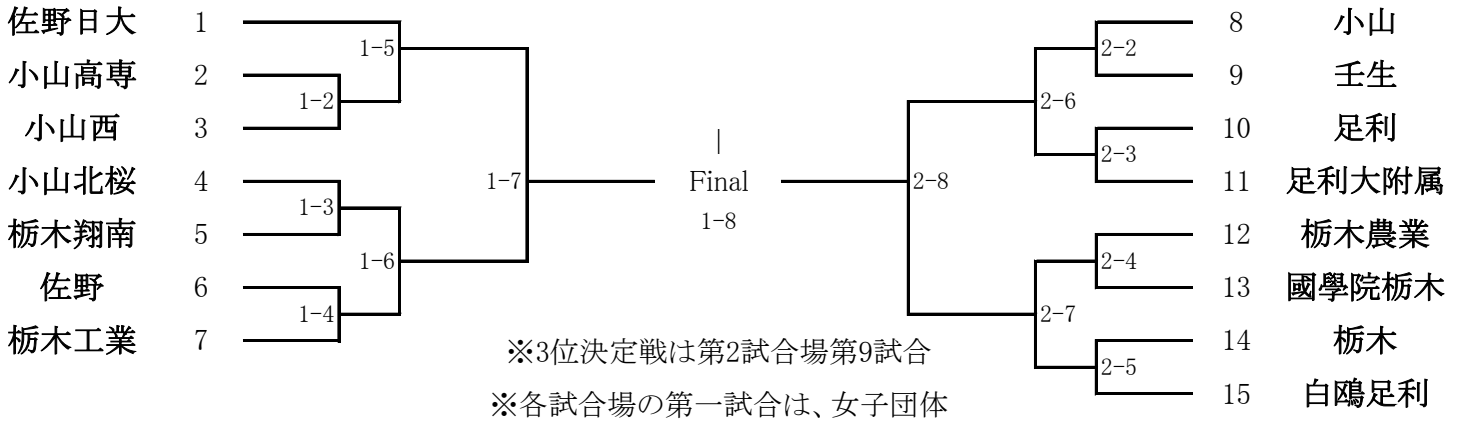 佐野日大 1
1-5
小山高専 2
1-2
小山西 3
小山北桜 4
1-3
栃木翔南 5
1-6
佐野 6
1-4
栃木工業 7
1-7
|
Final
1-8
8 小山
2-2
9 壬生
2-6
10 足利
2-3
11 足利大附属
2-8
12 栃木農業
2-4
13 國學院栃木
2-7
14 栃木
2-5
15 白鴎足利
※3位決定戦は第2試合場第9試合
※各試合場の第一試合は、女子団体